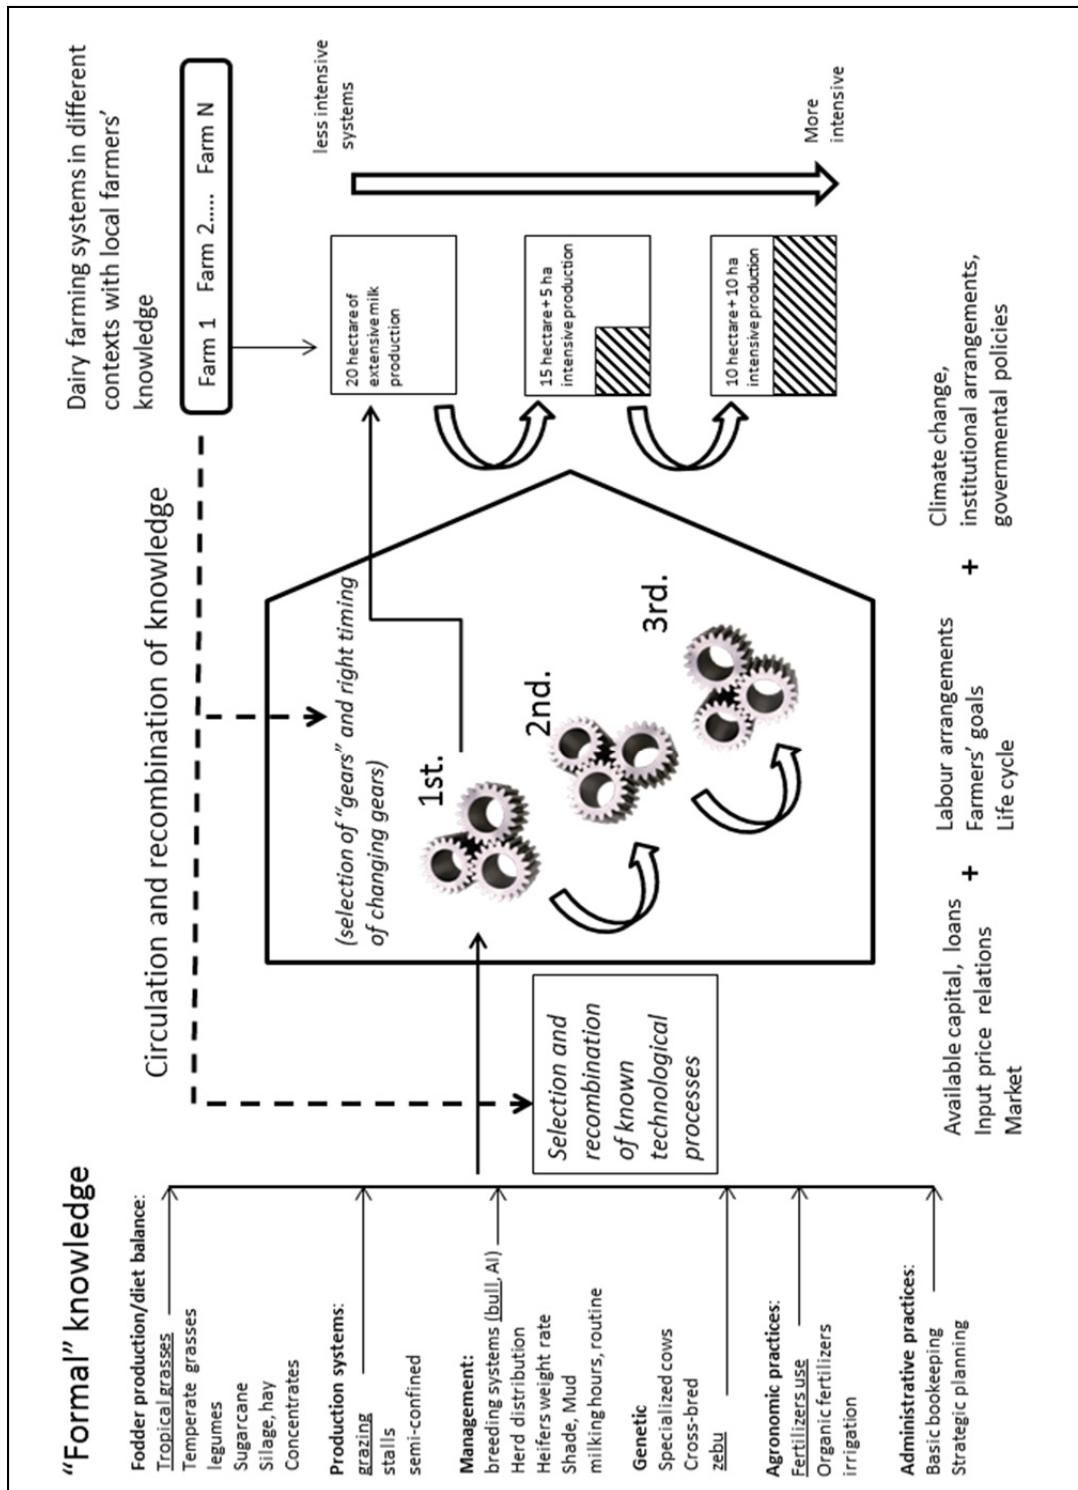 "Formal" knowledge
Fodder production/diet balance:
Tropical grasses
Temperate grasses
legumes
Sugarcane
Silage, hay
Concentrates
Production systems:
grazing
stalls
semi-confined
Management:
breeding systems (bull, AI)
Herd distribution
Heifers weight rate
Shade, Mud
milking hours, routine
Genetic
Specialized cows
Cross-bred
zebu
Agronomic practices:
Fertilizers use
Organic fertilizers
irrigation
Administrative practices:
Basic bookeeping
Strategic planning
Circulation and recombination of knowledge
Selection and
recombination
of known
technological
processes
(selection of "gears" and right timing
of changing gears)
1st.
2nd.
3rd.
Dairy farming systems in different
contexts with local farmers'
knowledge
Farm 1 Farm 2..... Farm N
20 hectare of
extensive milk
production
15 hectare + 5 ha
intensive production
10 hectare + 10 ha
intensive production
less intensive
systems
More
intensive
Available capital, loans
Input price relations
Market
+
Labour arrangements
Farmers' goals
Life cycle
+
Climate change,
institutional arrangements,
governmental policies